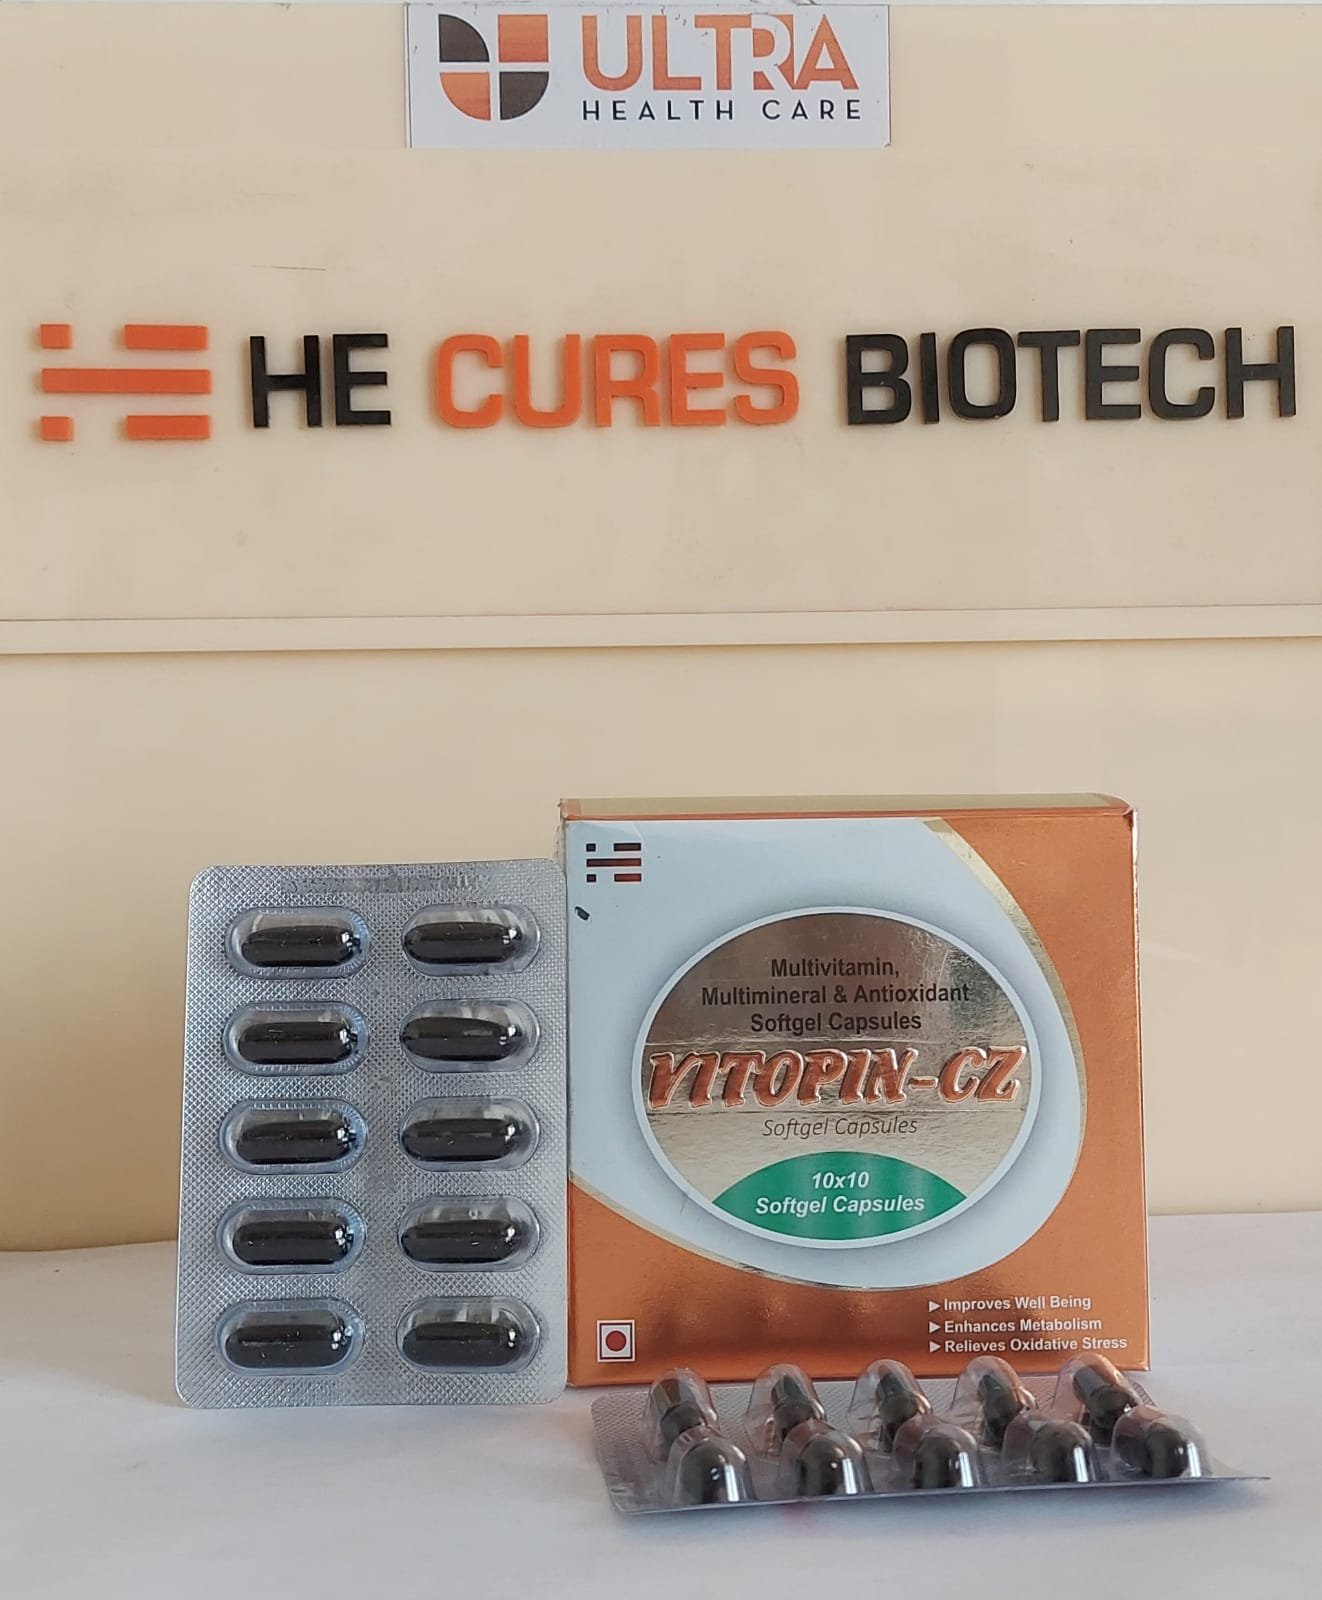 ULTRA
HEALTH CARE
HE CURES BIOTECH
Multivitamin,
Multimineral & Antioxidant
Softgel Capsules
VITOPIN-CZ
Softgel Capsules
10x10
Softgel Capsules
Improves Well Being
Enhances Metabolism
Relieves Oxidative Stress